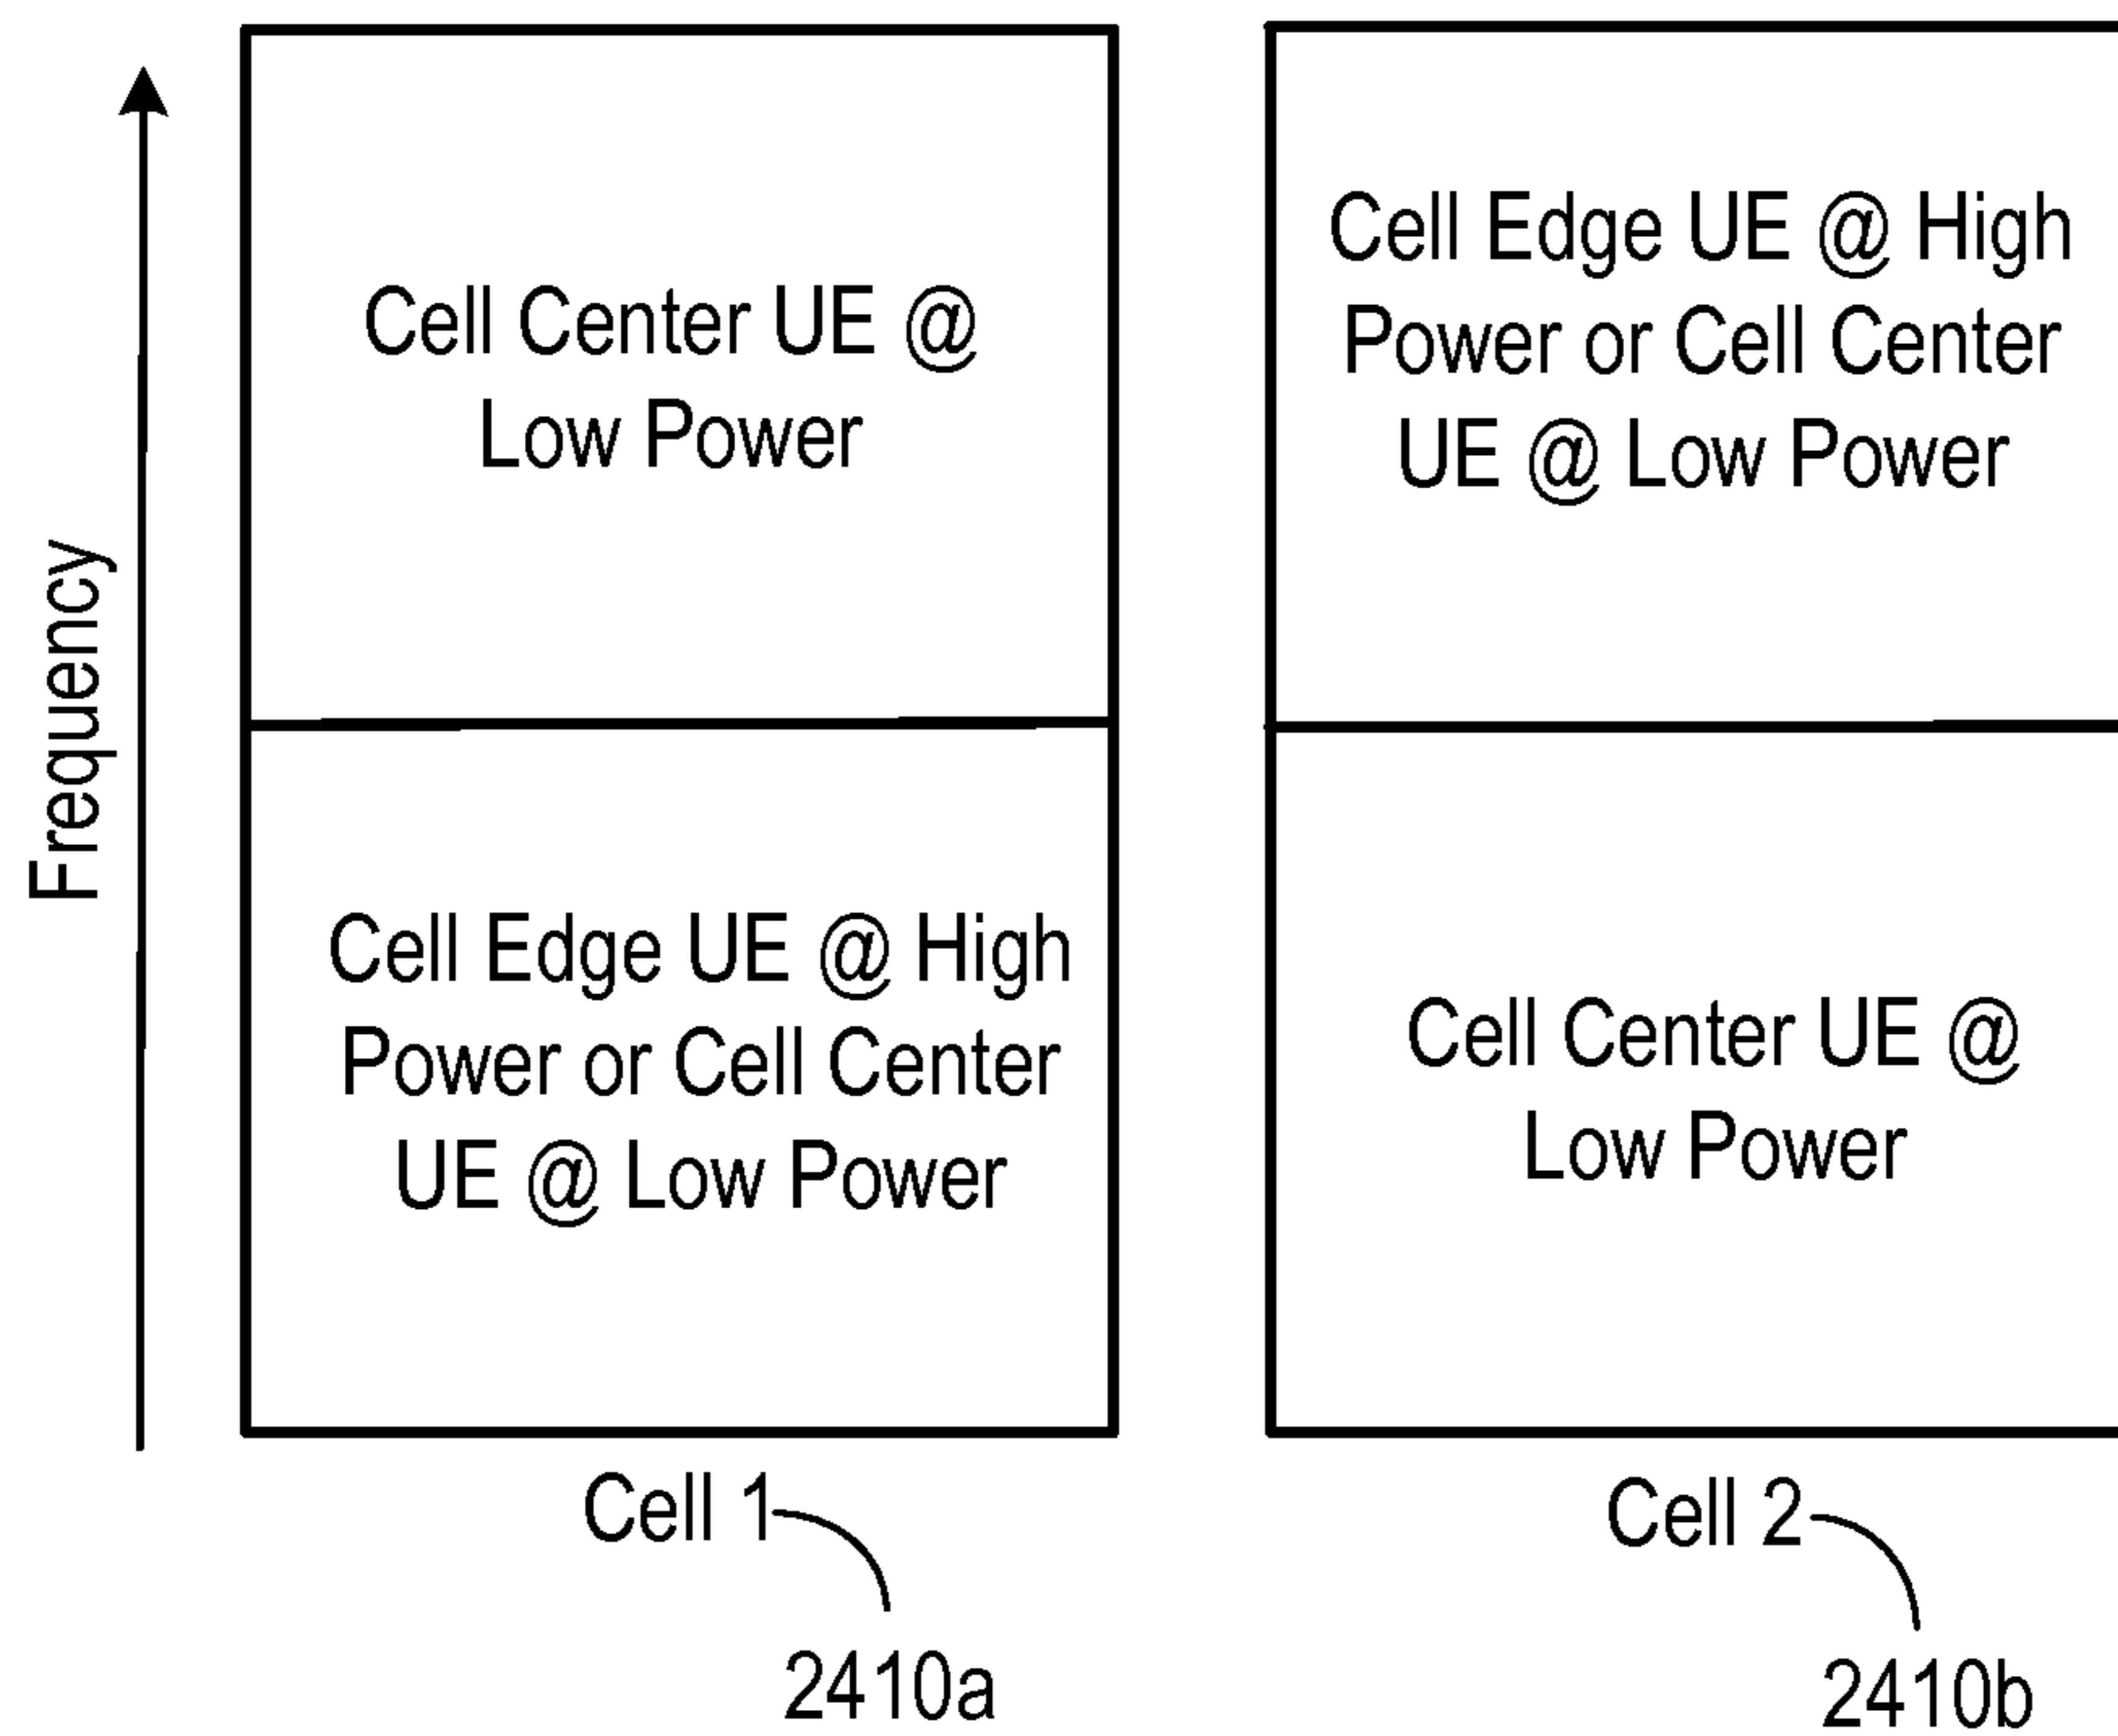 Frequency
Cell Center UE @
Low Power
Cell Edge UE @ High
Power or Cell Center
UE @ Low Power
Cell 1
2410a
Cell Edge UE @ High
Power or Cell Center
UE @ Low Power
Cell Center UE @
Low Power
Cell 2
2410b